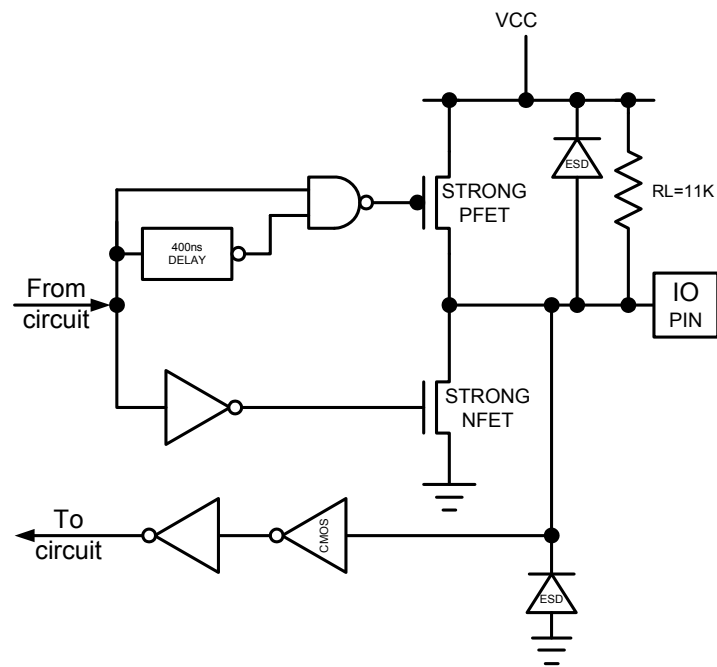 VCC
ESD
RL=11K
STRONG
PFET
400ns
DELAY
From
circuit
IO
PIN
STRONG
NFET
To
circuit
CMOS
ESD